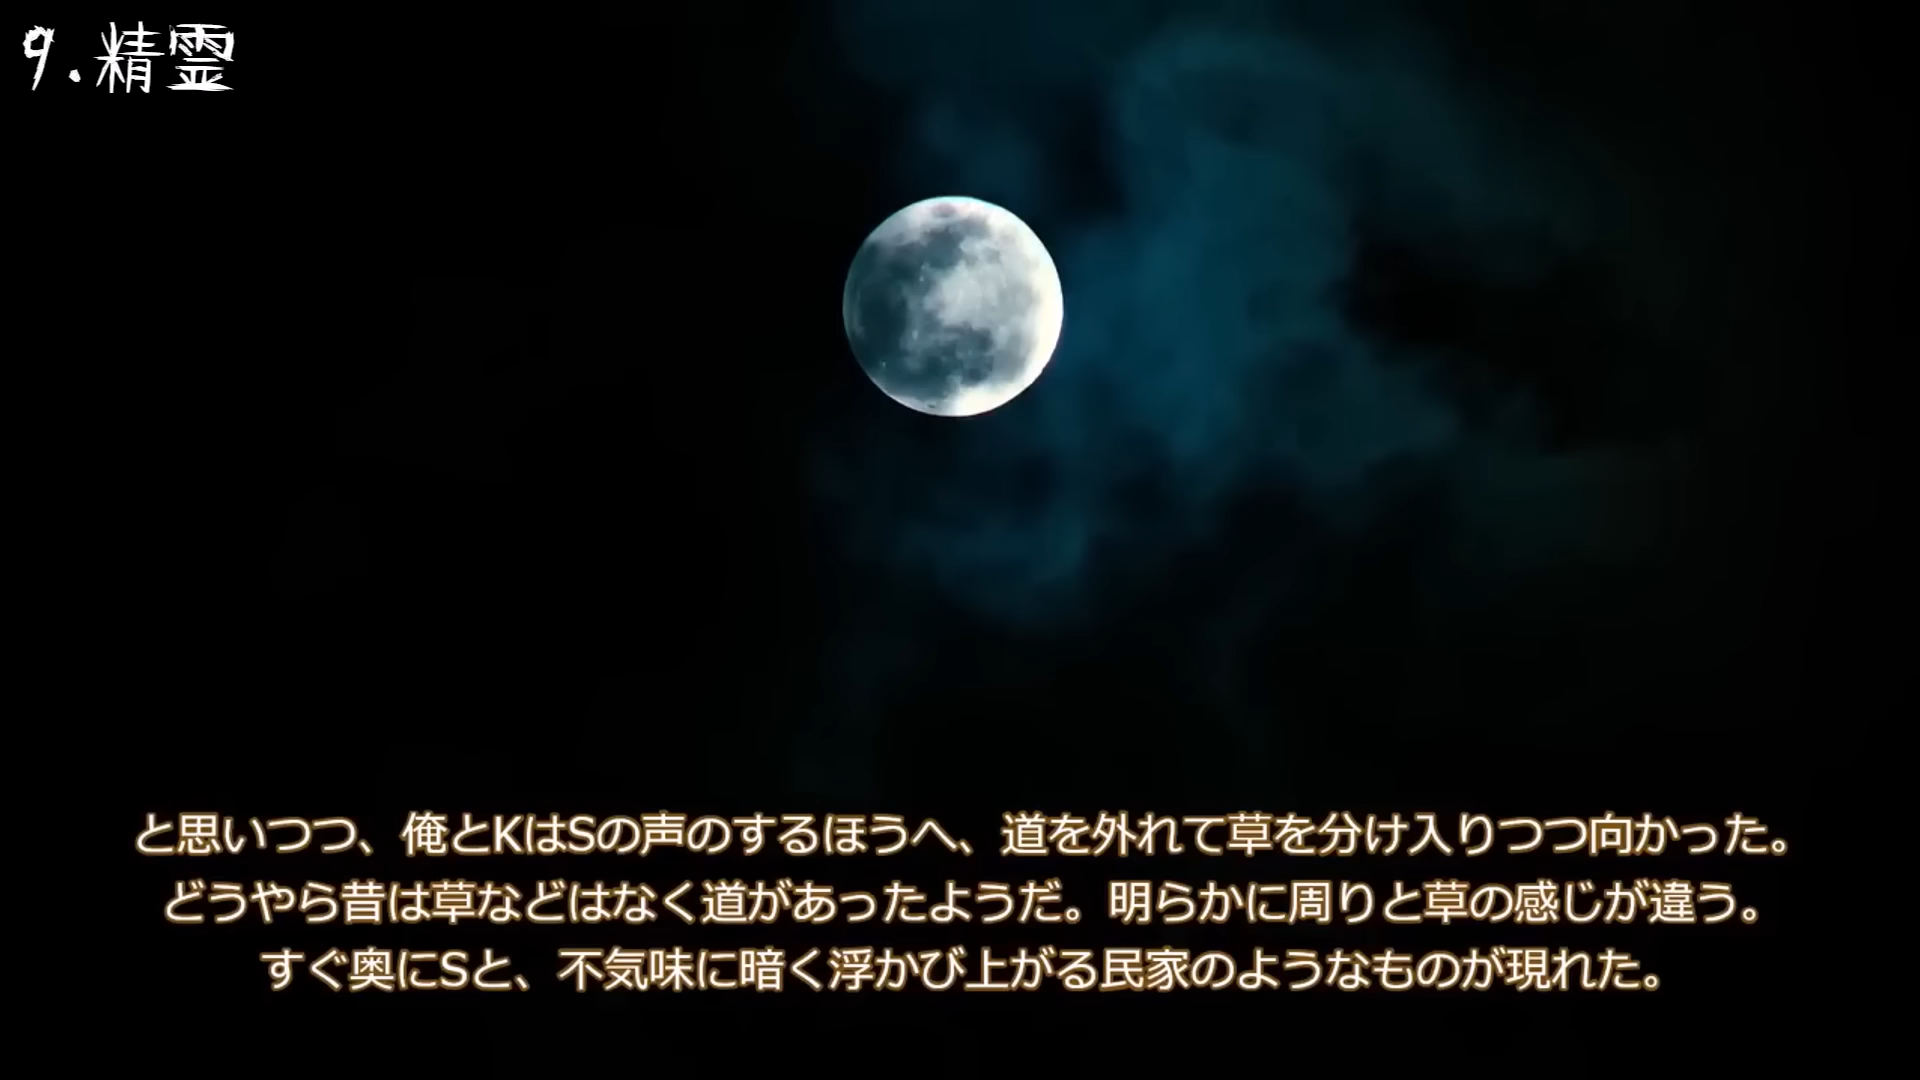 9.精霊
と思いつつ、俺とKはSの声のするほうへ、道を外れて草を分け入りつつ向かった。
どうやら昔は草などはなく道があったようだ。明らかに周りと草の感じが違う。
すぐ奥にSと、不気味に暗く浮かび上がる民家のようなものが現れた。